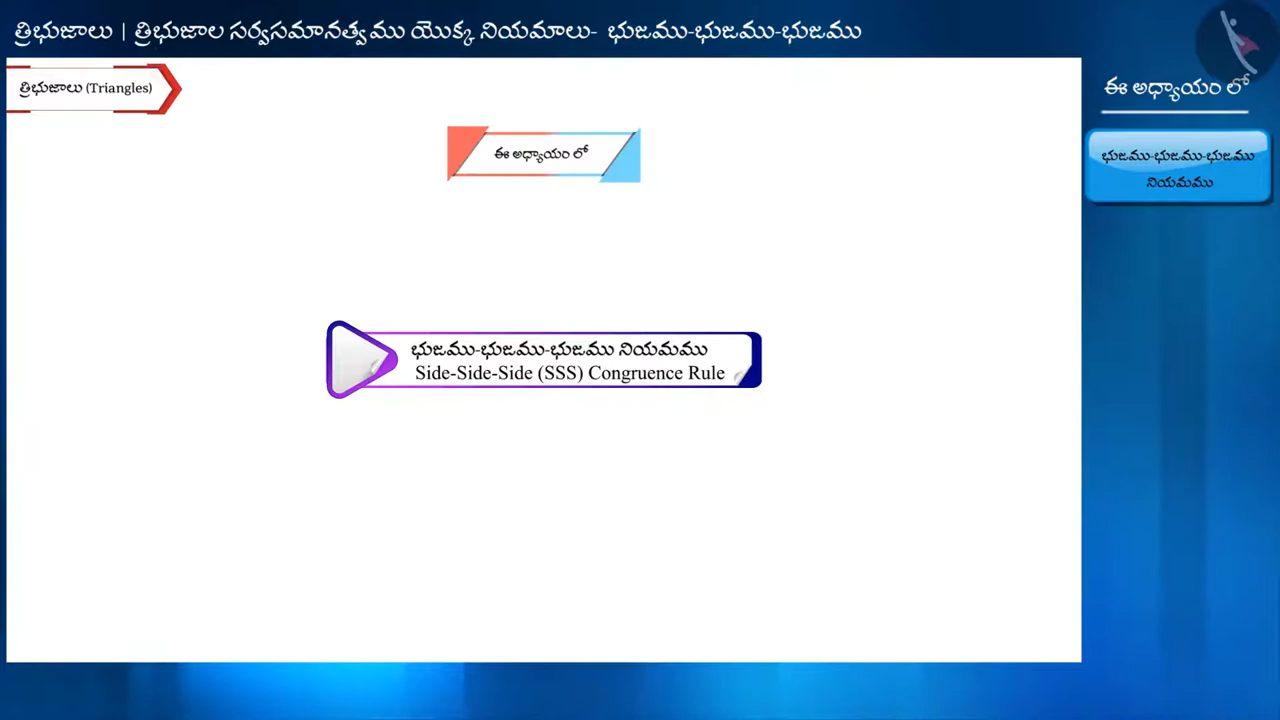 త్రిభుజాలు | త్రిభుజాల సర్వసమానత్వము యొక్క నియమాలు- భుజము-భుజము-భుజము
త్రిభుజాలు (Triangles)
ఈ అధ్యాయం లో
భుజము-భుజము-భుజము నియమము
Side-Side-Side (SSS) Congruence Rule
ఈ అధ్యాయం లో
భుజము-భుజము-భుజము
నియమము